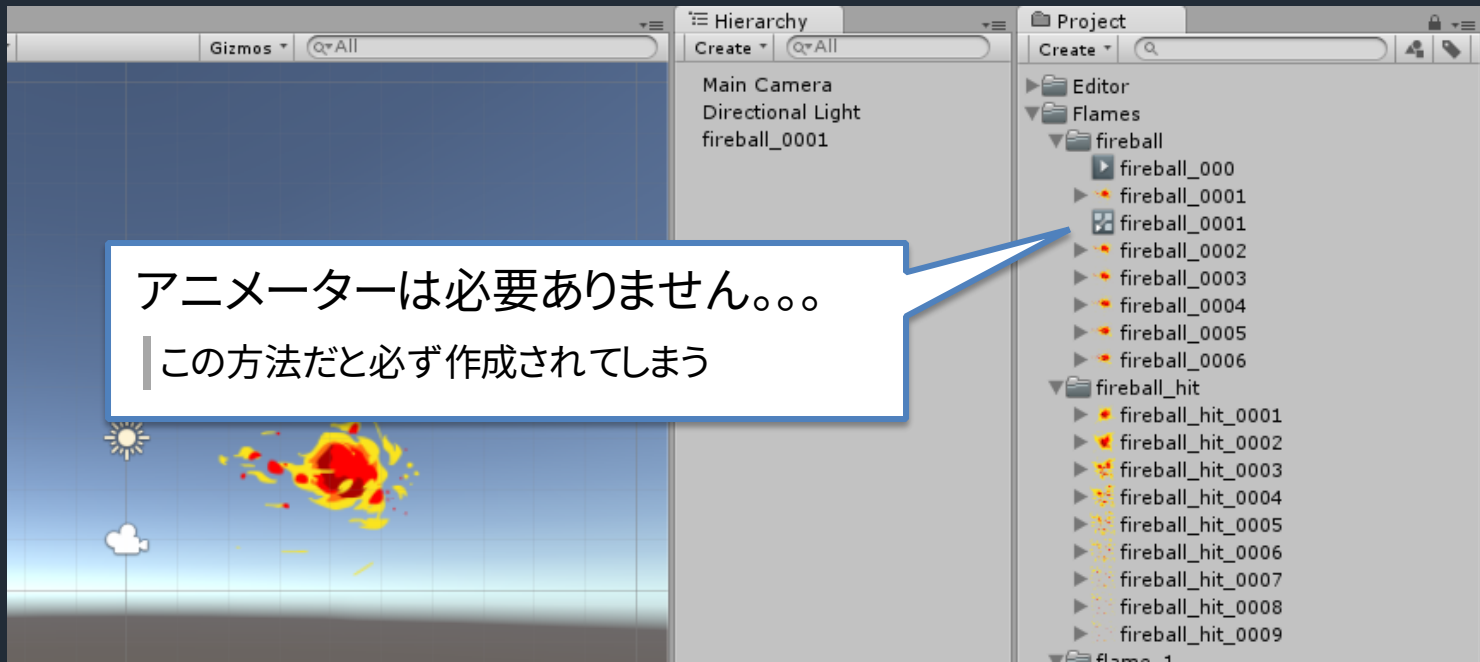 Hierarchy
Project
Gizmos
All
Create
All
Create
Main Camera
Directional Light
fireball_0001
Editor
Flames
fireball
fireball_000
fireball_0001
fireball_0001
fireball_0002
fireball_0003
fireball_0004
fireball_0005
fireball_0006
fireball_hit
fireball_hit_0001
fireball_hit_0002
fireball_hit_0003
fireball_hit_0004
fireball_hit_0005
fireball_hit_0006
fireball_hit_0007
fireball_hit_0008
fireball_hit_0009
flame_1
アニメーターは必要ありません。。。
この方法だと必ず作成されてしまう